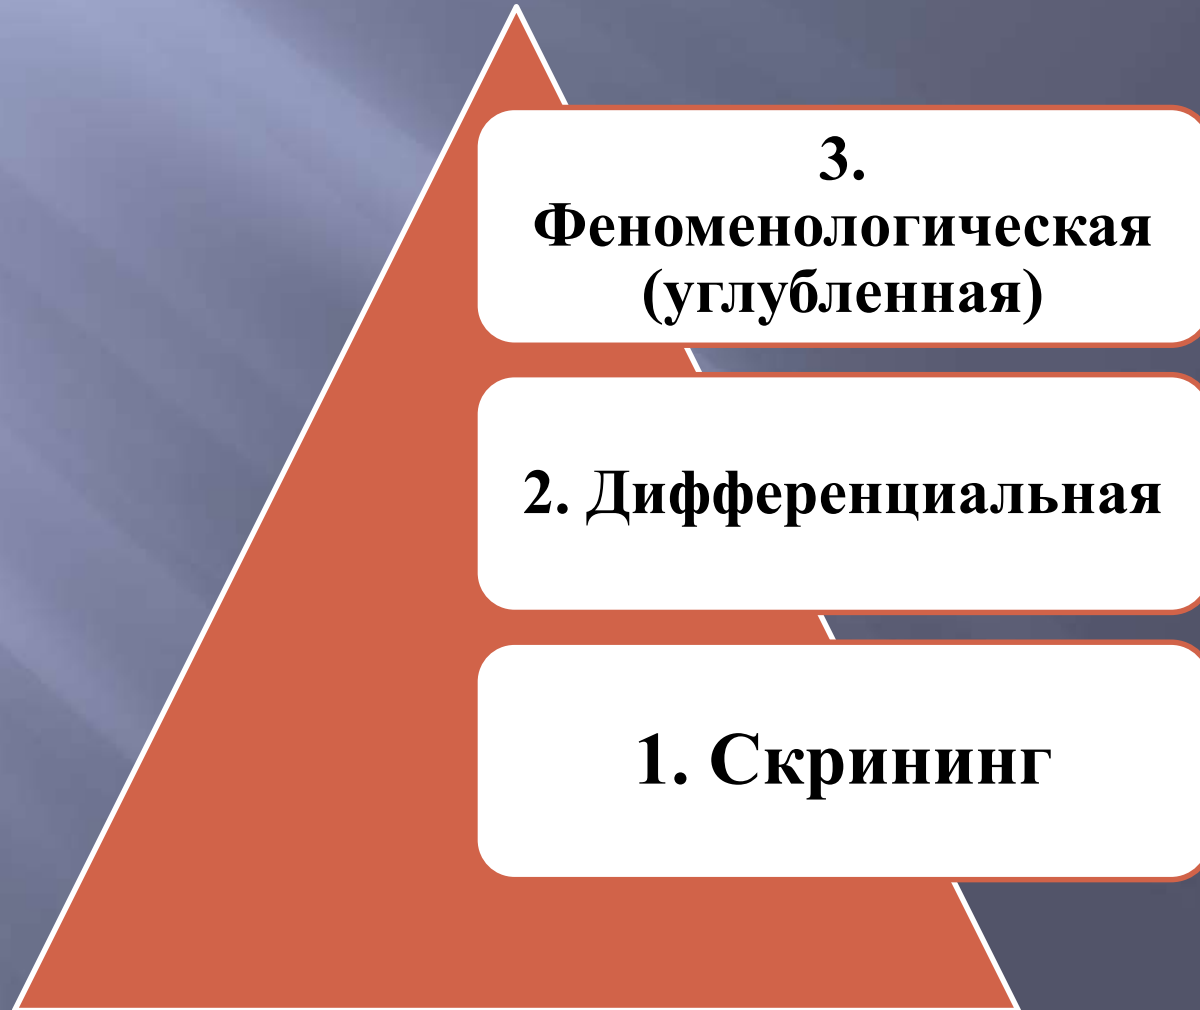 3.
Феноменологическая
(углубленная)
2. Дифференциальная
1. Скрининг